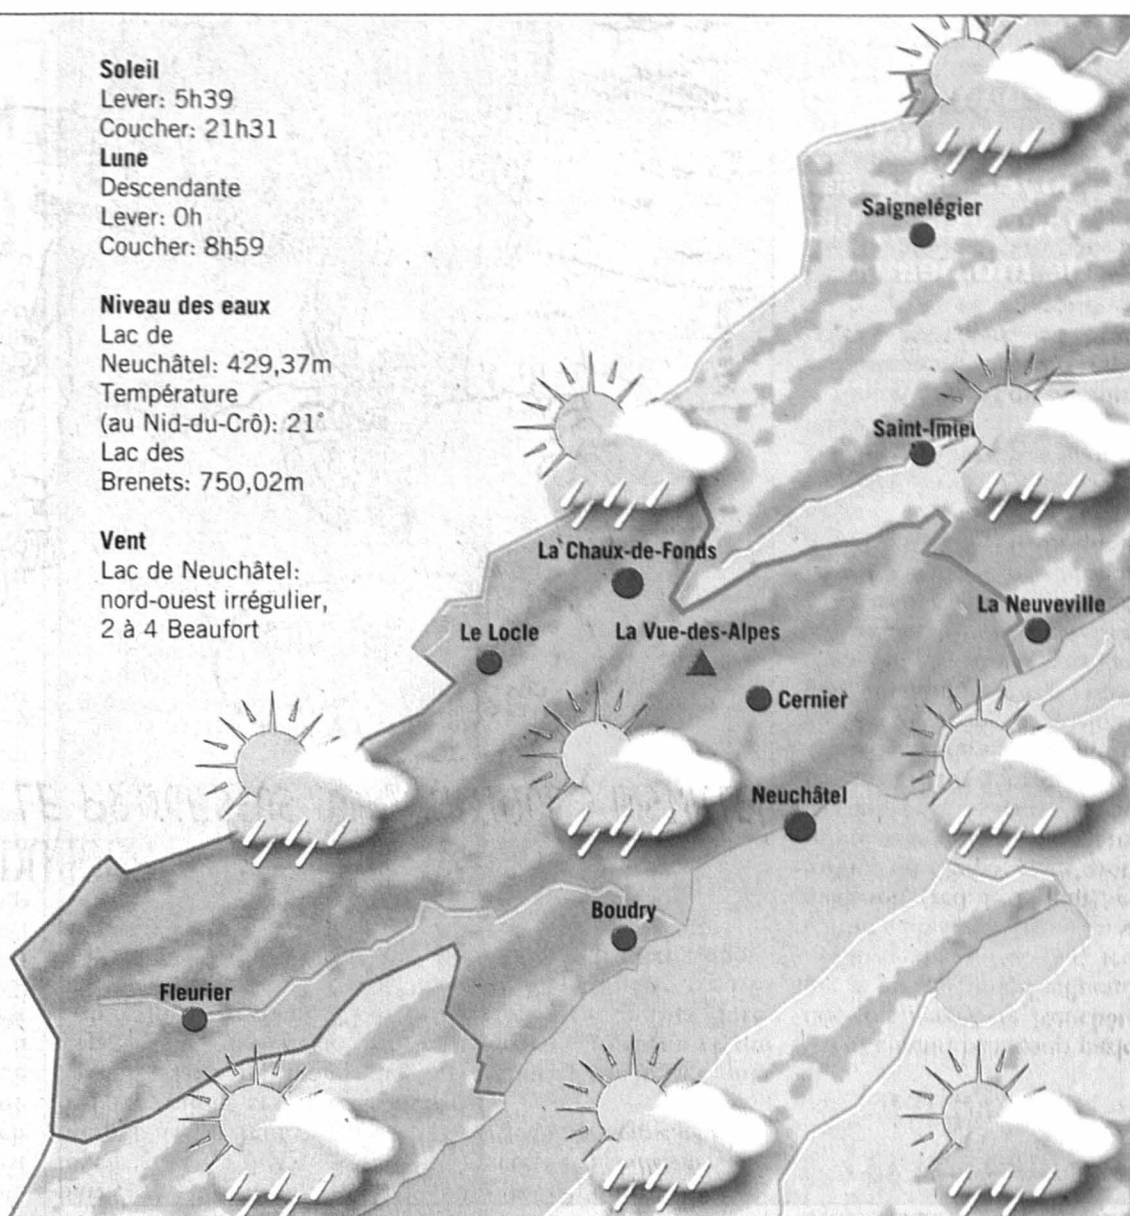 Soleil
Lever: 5h39
Coucher: 21h31
Lune
Descendante
Lever: 0h
Coucher: 8h59
Niveau des eaux
Lac de
Neuchâtel: 429,37m
Température
(au Nid-du-Crô): 21°
Lac des
Brenets: 750,02m
Vent
Lac de Neuchâtel:
nord-ouest irrégulier,
2 à 4 Beaufort
Saignelégier
Saint-Imier
La Chaux-de-Fonds
La Neuveville
Le Locle
La Vue-des-Alpes
Cernier
Neuchâtel
Boudry
Fleurier